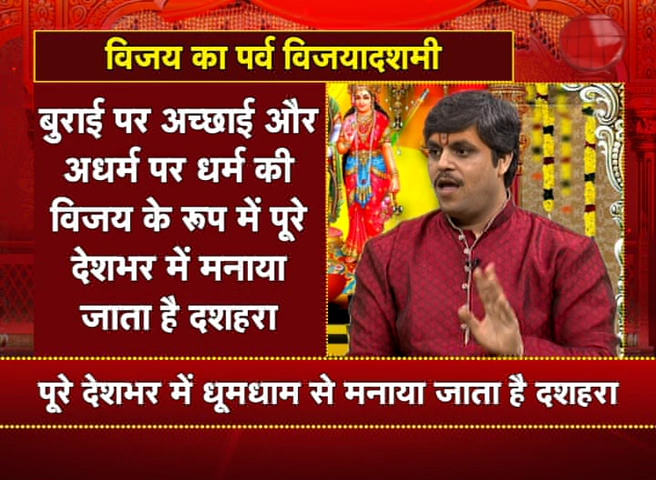 विजय का पर्व विजयादशमी
बुराई पर अच्छाई और
अधर्म पर धर्म की
विजय के रूप में पूरे
देशभर में मनाया
जाता है दशहरा
पूरे देशभर में धूमधाम से मनाया जाता है दशहरा